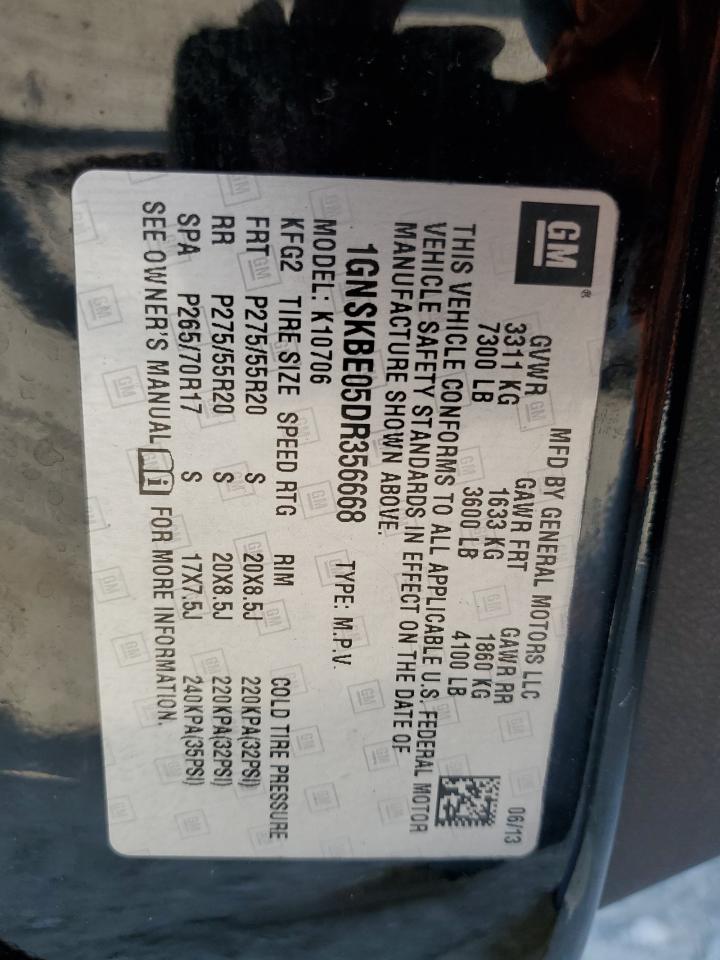 GM®
MFD BY GENERAL MOTORS LLC 06/13
GVWR GAWR FRT GAWR RR
3311 KG 1633 KG 1860 KG
7300 LB 3600 LB 4100 LB
THIS VEHICLE CONFORMS TO ALL APPLICABLE U.S. FEDERAL MOTOR
VEHICLE SAFETY STANDARDS IN EFFECT ON THE DATE OF
MANUFACTURE SHOWN ABOVE.
1GNSKBE05DR356668 TYPE: M.P.V.
MODEL: K10706
KFG2 TIRE SIZE SPEED RTG RIM COLD TIRE PRESSURE
FRT P275/55R20 S 20X8.5J 220KPA(32PSI)
RR P275/55R20 S 20X8.5J 220KPA(32PSI)
SPA P265/70R17 S 17X7.5J 240KPA(35PSI)
SEE OWNER'S MANUAL i FOR MORE INFORMATION.